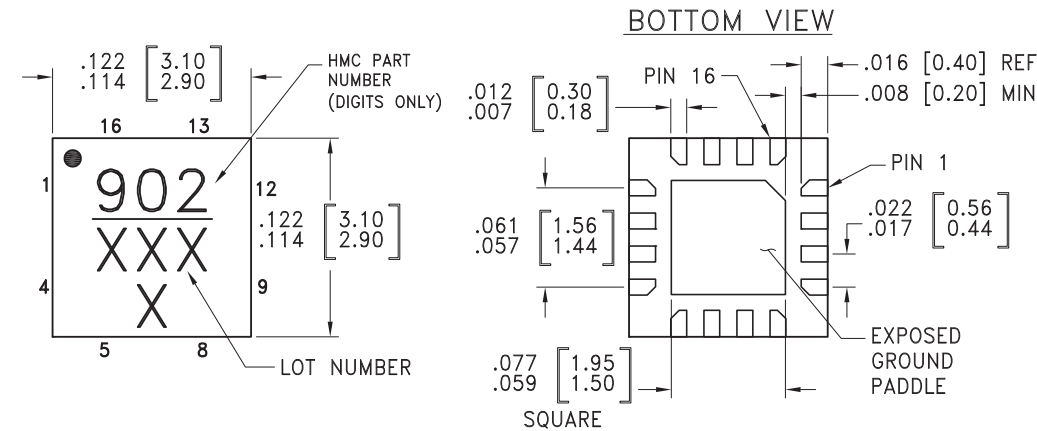 BOTTOM VIEW
.122 [3.10]
.114 [2.90]
HMC PART
NUMBER
(DIGITS ONLY)
16 13
1
902
XXX
X
12
4
9
5 8
.122 [3.10]
.114 [2.90]
LOT NUMBER
PIN 16
.016 [0.40] REF
.008 [0.20] MIN
.012 [0.30]
.007 [0.18]
PIN 1
.061 [1.56]
.057 [1.44]
.022 [0.56]
.017 [0.44]
EXPOSED
GROUND
PADDLE
.077 [1.95]
.059 [1.50]
SQUARE